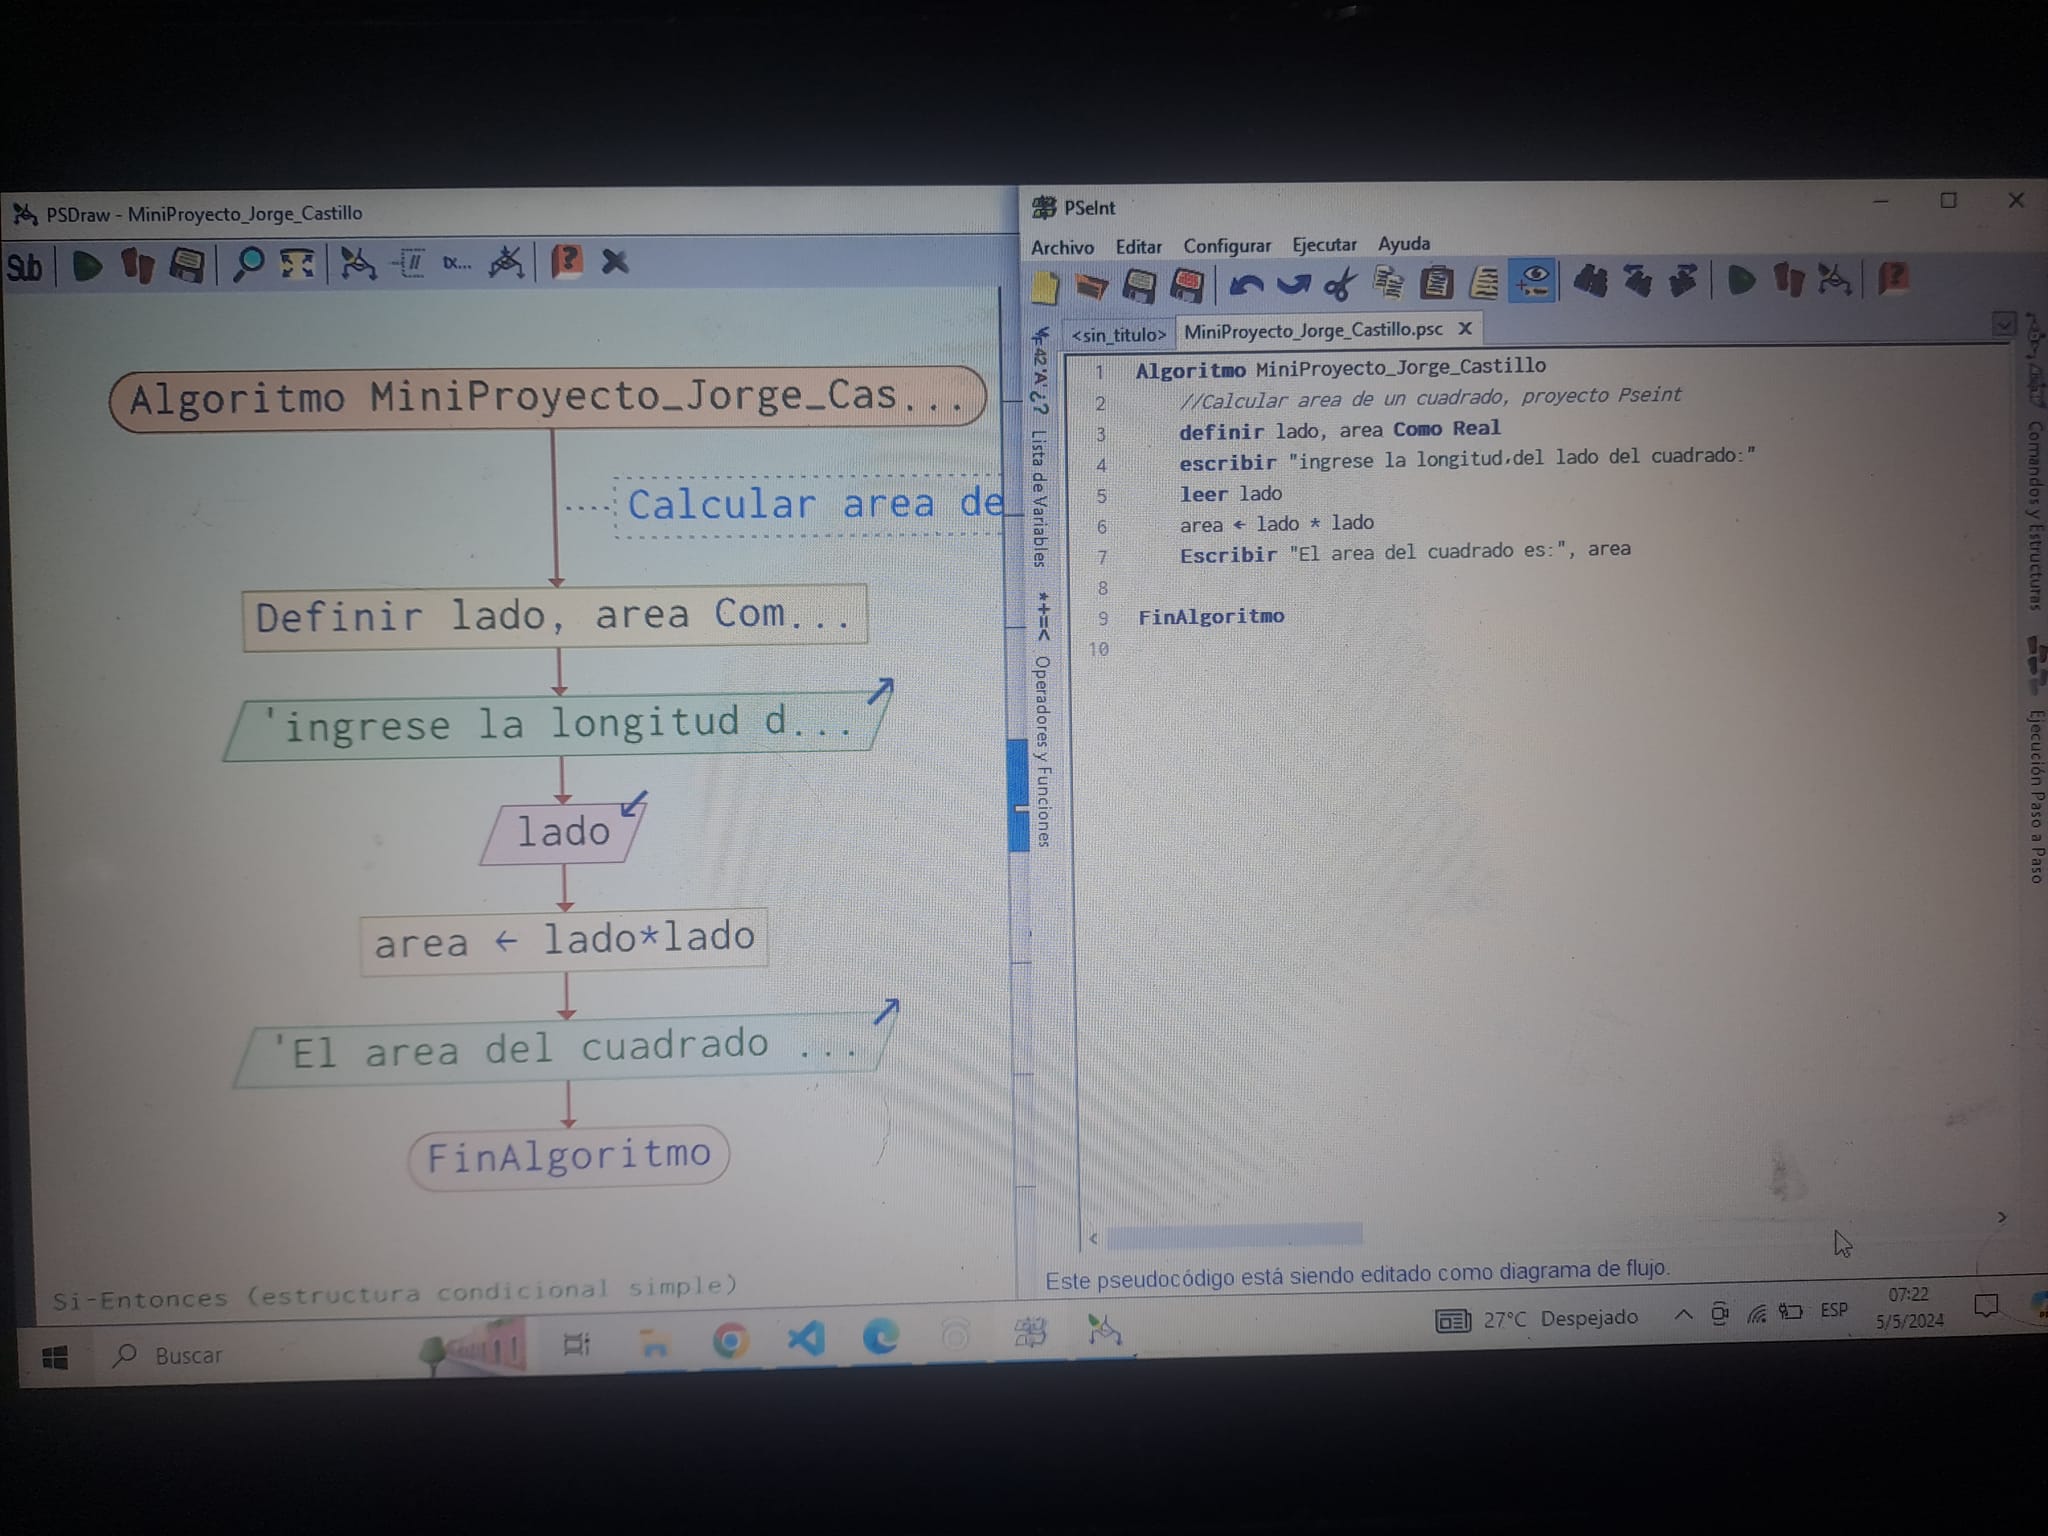 PSDraw - MiniProyecto_Jorge_Castillo
Sub
Algoritmo MiniProyecto_Jorge_Cas...
Calcular area de
Definir lado, area Com...
'ingrese la longitud d...
lado
area ← lado*lado
'El area del cuadrado ...
FinAlgoritmo
Si-Entonces (estructura condicional simple)
PSeInt
Archivo Editar Configurar Ejecutar Ayuda
<sin_titulo> MiniProyecto_Jorge_Castillo.psc X
1 Algoritmo MiniProyecto_Jorge_Castillo
2 //Calcular area de un cuadrado, proyecto Pseint
3 definir lado, area Como Real
4 escribir "ingrese la longitud del lado del cuadrado:"
5 leer lado
6 area ← lado * lado
7 Escribir "El area del cuadrado es:", area
8
9 FinAlgoritmo
10
Lista de Variables
*+=< Operadores y Funciones
Comandos y Estructuras
Ejecución Paso a Paso
Este pseudocódigo está siendo editado como diagrama de flujo.
Buscar
27°C Despejado
ESP
07:22
5/5/2024